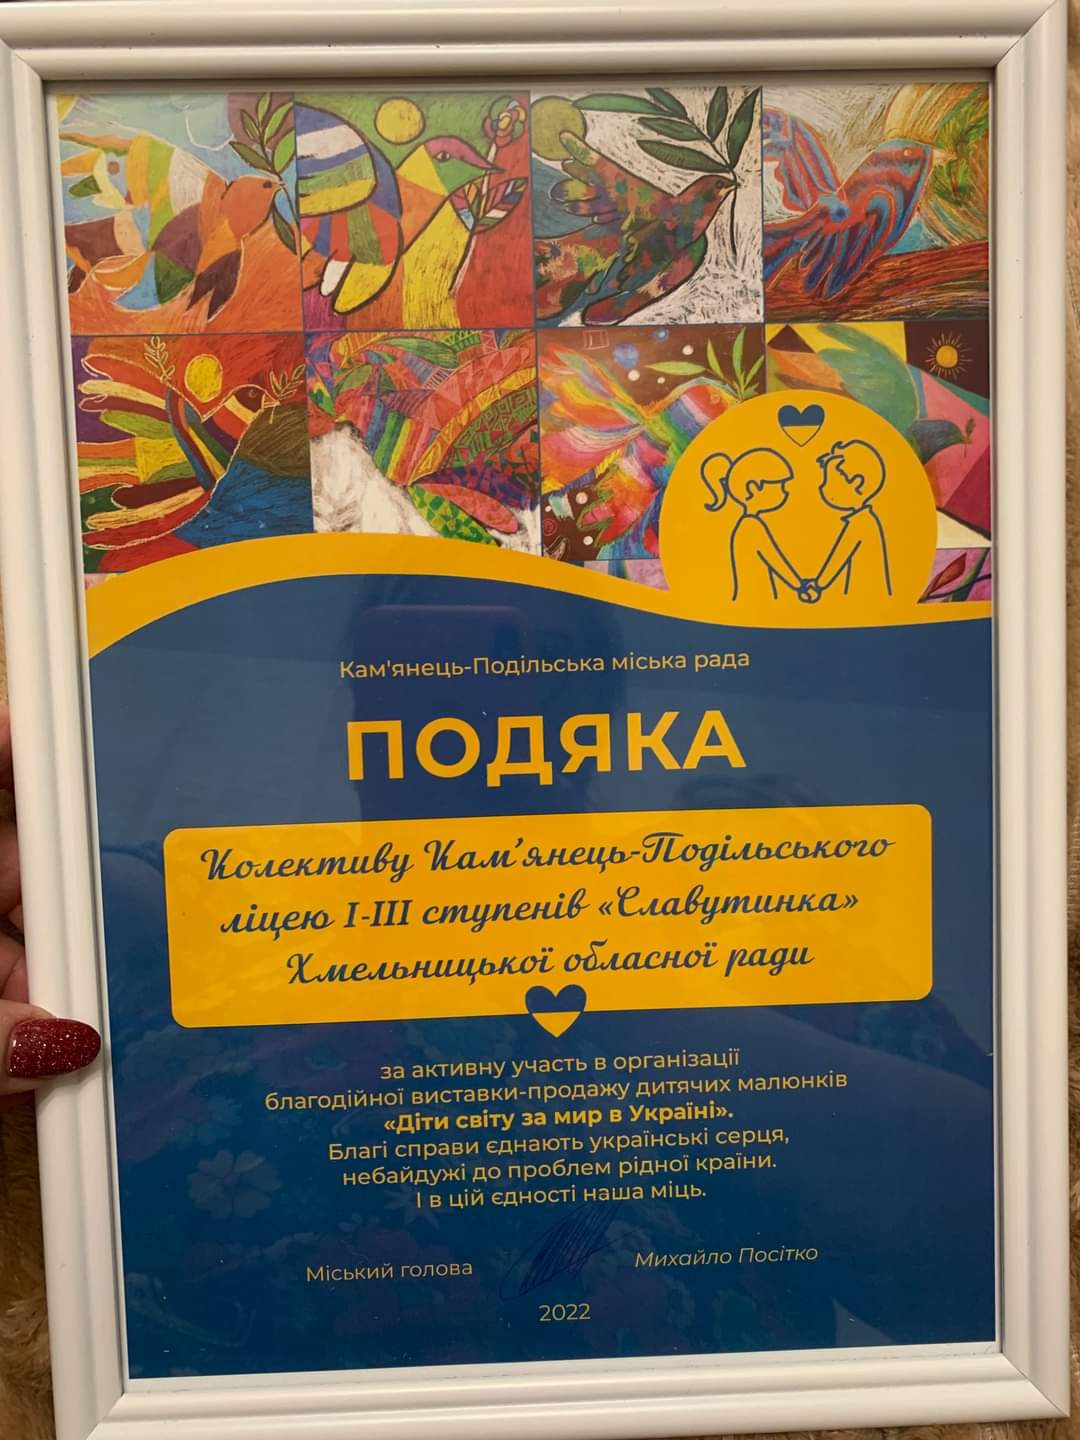 Кам'янець-Подільська міська рада
ПОДЯКА
Колективу Кам’янець-Подільського
ліцею І-ІІІ ступенів «Славутинка»
Хмельницької обласної ради
за активну участь в організації
благодійної виставки-продажу дитячих малюнків
«Діти світу за мир в Україні».
Благі справи єднають українські серця,
небайдужі до проблем рідної країни.
І в цій єдності наша міць.
Міський голова
Михайло Посітко
2022